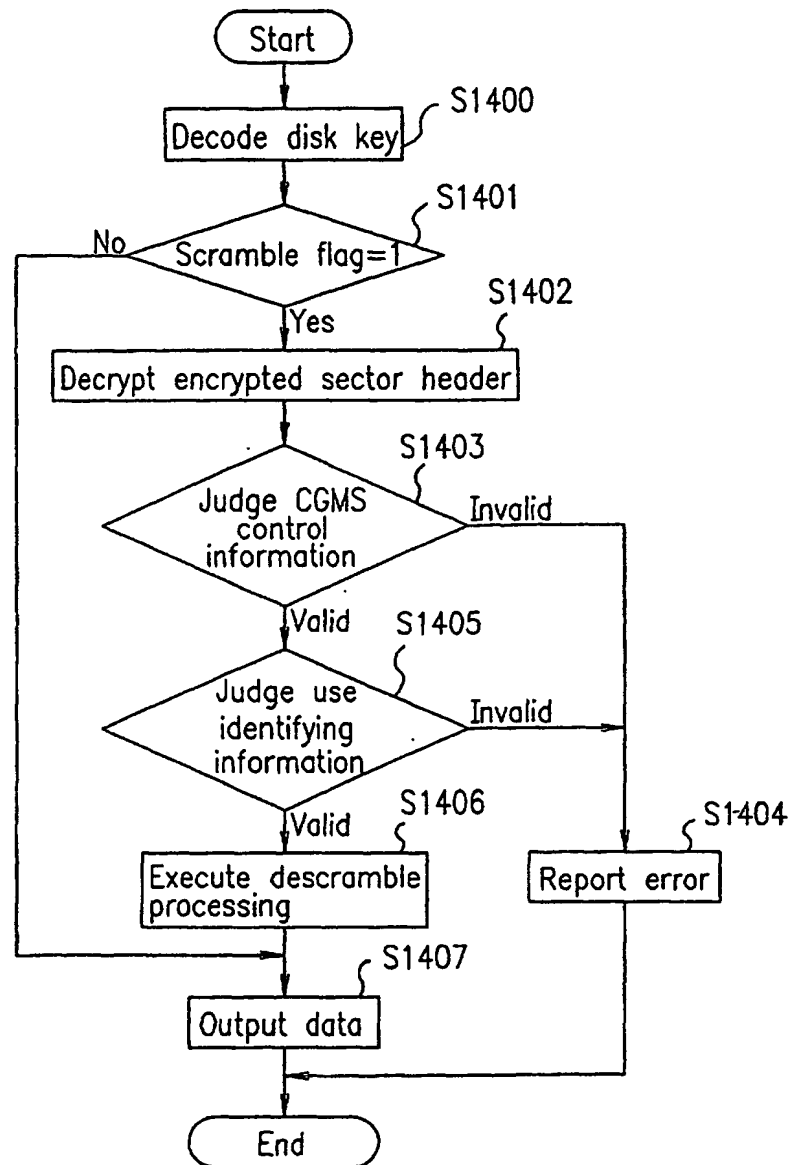 Start
S1400
Decode disk key
S1401
No
Scramble flag=1
Yes
S1402
Decrypt encrypted sector header
S1403
Judge CGMS
control
information
Invalid
Valid
S1405
Judge use
identifying
information
Invalid
Valid
S1406
Execute descramble
processing
S1404
Report error
S1407
Output data
End